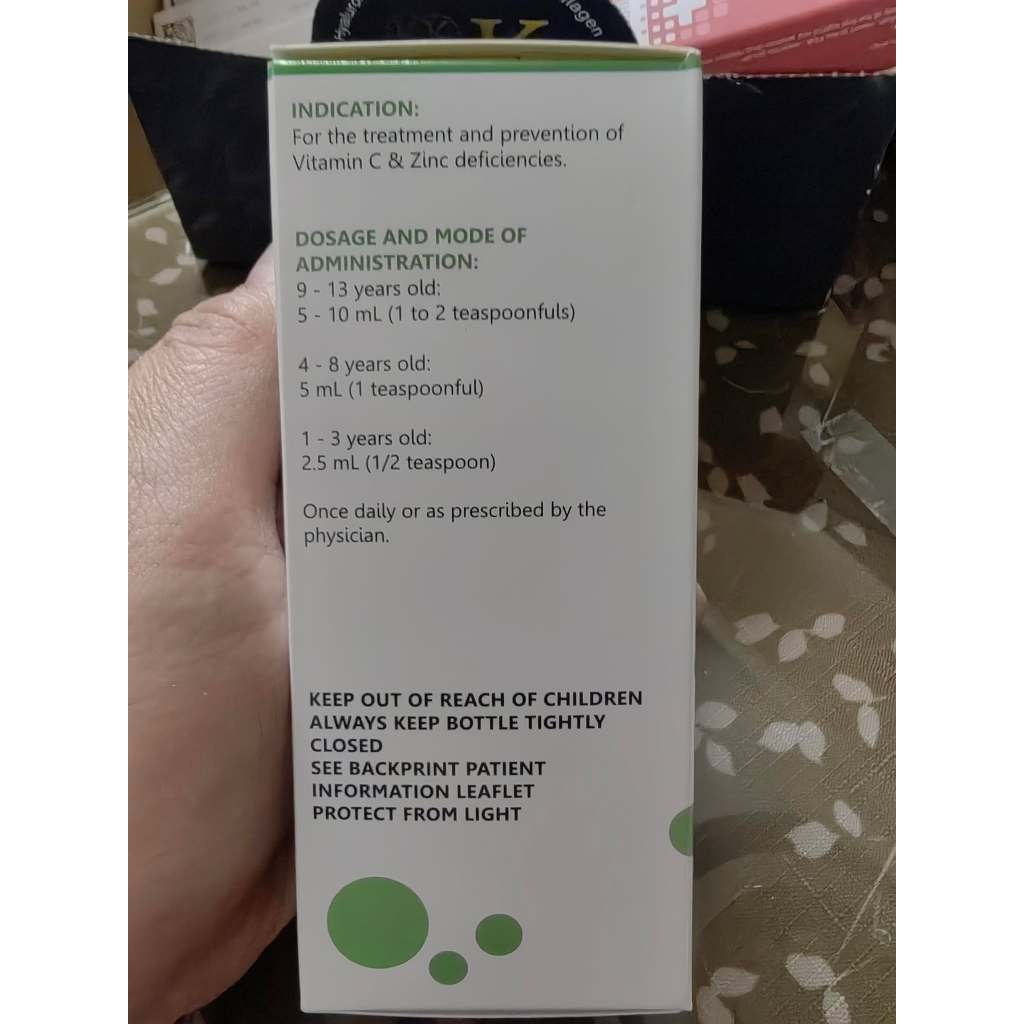 Hyaluro
K
lagen
INDICATION:
For the treatment and prevention of
Vitamin C & Zinc deficiencies.
DOSAGE AND MODE OF
ADMINISTRATION:
9 - 13 years old:
5 - 10 mL (1 to 2 teaspoonfuls)
4 - 8 years old:
5 mL (1 teaspoonful)
1 - 3 years old:
2.5 mL (1/2 teaspoon)
Once daily or as prescribed by the
physician.
KEEP OUT OF REACH OF CHILDREN
ALWAYS KEEP BOTTLE TIGHTLY
CLOSED
SEE BACKPRINT PATIENT
INFORMATION LEAFLET
PROTECT FROM LIGHT